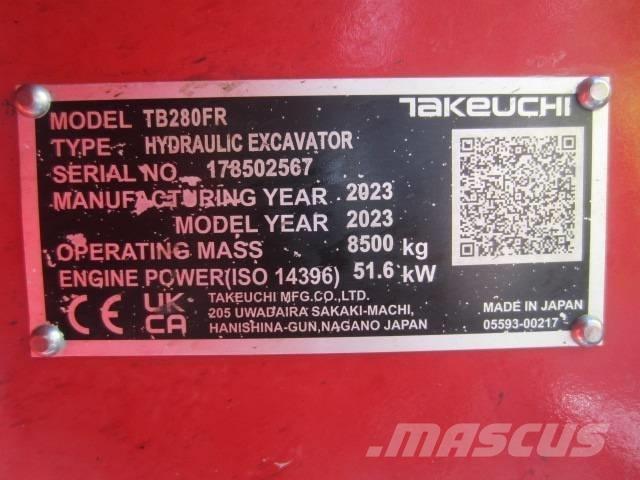 TAKEUCHI
MODEL TB280FR
TYPE HYDRAULIC EXCAVATOR
SERIAL NO. 178502567
MANUFACTURING YEAR 2023
MODEL YEAR 2023
OPERATING MASS 8500 kg
ENGINE POWER(ISO 14396) 51.6 kW
CE UK CA
TAKEUCHI MFG.CO.,LTD.
205 UWADAIRA SAKAKI-MACHI,
HANISHINA-GUN,NAGANO JAPAN
MADE IN JAPAN
05593-00217
MASCUS